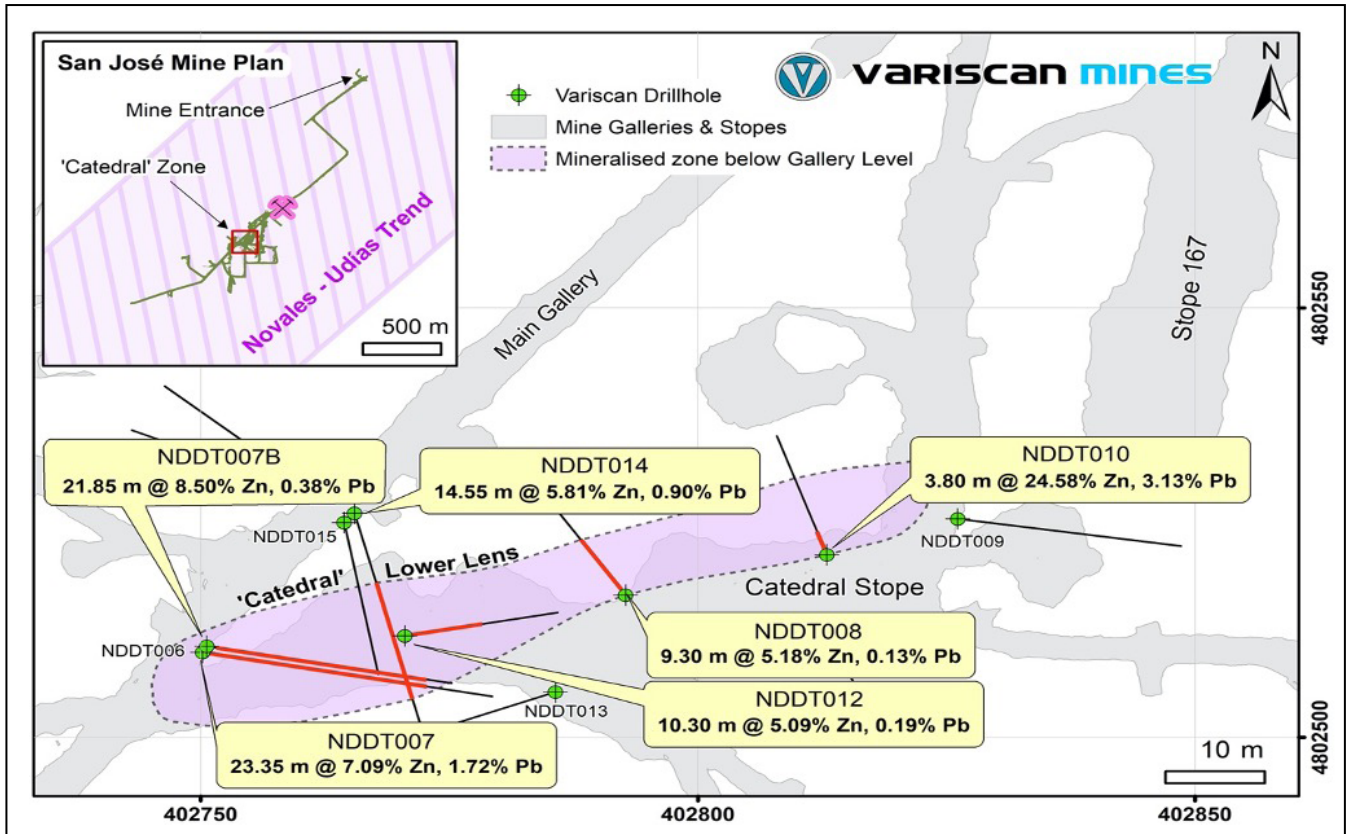 San José Mine Plan
Mine Entrance
'Catedral' Zone
Novales - Udias Trend
500 m
Variscan Drillhole
Mine Galleries & Stopes
Mineralised zone below Gallery Level
V VARISCAN MINES
N
Main Gallery
Stope 167
4802550
NDDT007B
21.85 m @ 8.50% Zn, 0.38% Pb
NDDT014
14.55 m @ 5.81% Zn, 0.90% Pb
NDDT010
3.80 m @ 24.58% Zn, 3.13% Pb
NDDT015
NDDT009
'Catedral' Lower Lens
Catedral Stope
NDDT006
NDDT008
9.30 m @ 5.18% Zn, 0.13% Pb
NDDT012
10.30 m @ 5.09% Zn, 0.19% Pb
NDDT013
NDDT007
23.35 m @ 7.09% Zn, 1.72% Pb
4802500
10 m
402750
402800
402850